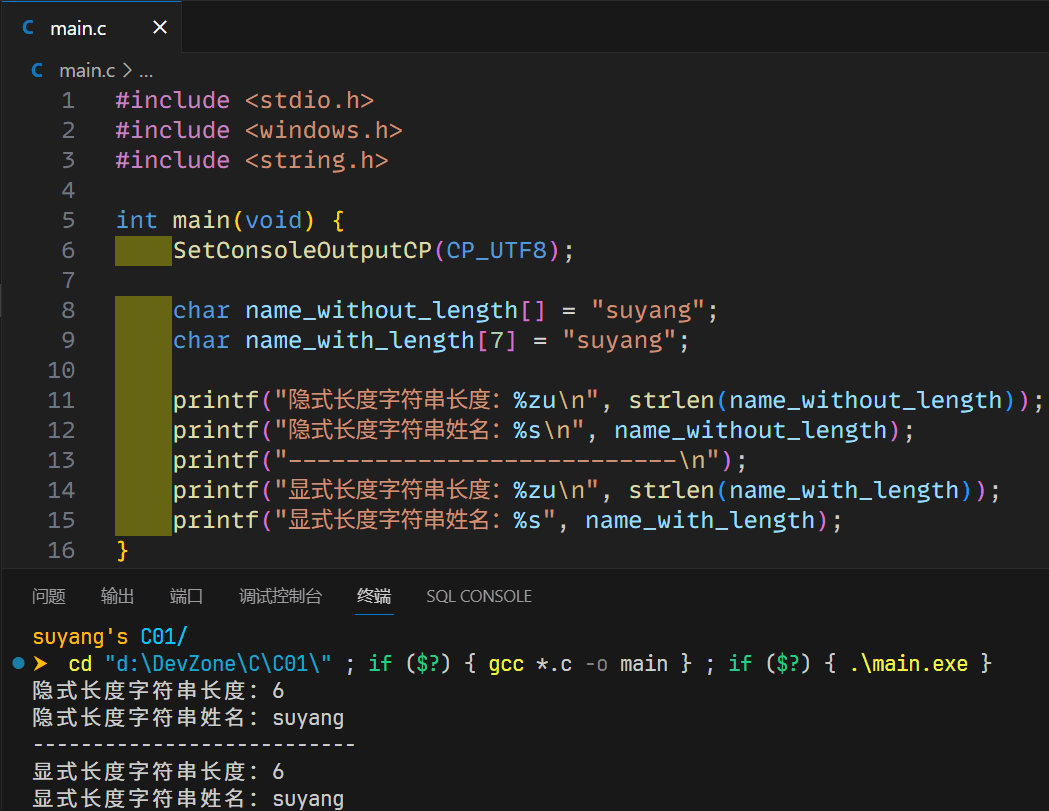 C main.c ×
C main.c > ...
1 #include <stdio.h>
2 #include <windows.h>
3 #include <string.h>
4
5 int main(void) {
6 SetConsoleOutputCP(CP_UTF8);
7
8 char name_without_length[] = "suyang";
9 char name_with_length[7] = "suyang";
10
11 printf("隐式长度字符串长度: %zu\n", strlen(name_without_length));
12 printf("隐式长度字符串姓名: %s\n", name_without_length);
13 printf("---------------------------\n");
14 printf("显式长度字符串长度: %zu\n", strlen(name_with_length));
15 printf("显式长度字符串姓名: %s", name_with_length);
16 }
问题 输出 端口 调试控制台 终端 SQL CONSOLE
suyang's C01/
➤ cd "d:\DevZone\C\C01\" ; if ($?) { gcc *.c -o main } ; if ($?) { .\main.exe }
隐式长度字符串长度: 6
隐式长度字符串姓名: suyang
---------------------------
显式长度字符串长度: 6
显式长度字符串姓名: suyang